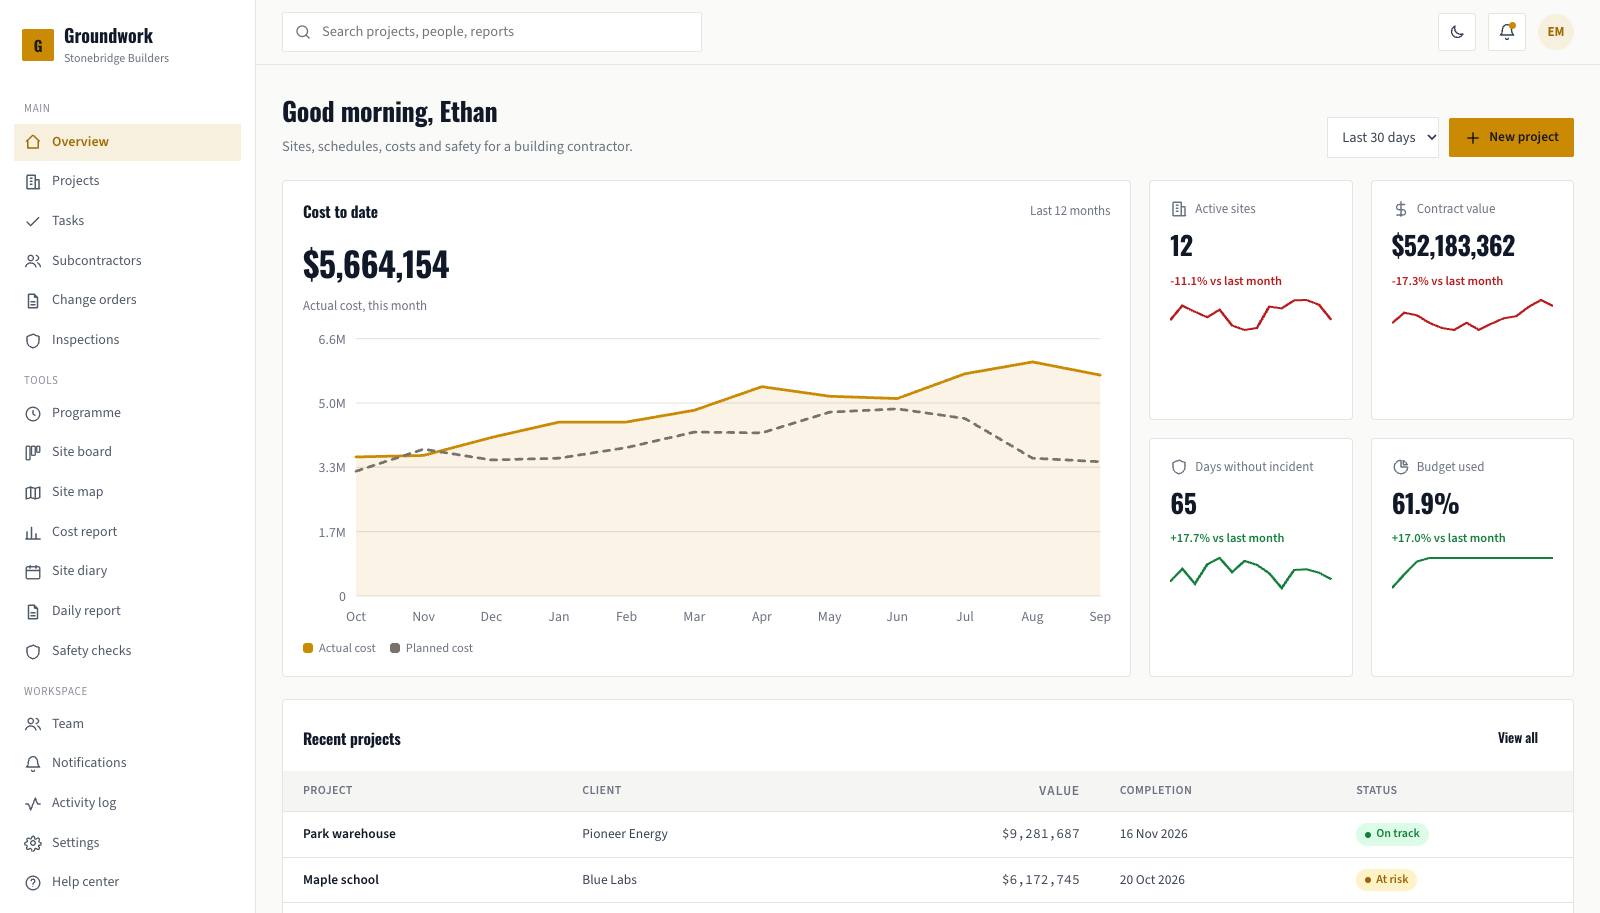 G
Groundwork
Stonebridge Builders
MAIN
Overview
Projects
Tasks
Subcontractors
Change orders
Inspections
TOOLS
Programme
Site board
Site map
Cost report
Site diary
Daily report
Safety checks
WORKSPACE
Team
Notifications
Activity log
Settings
Help center
Search projects, people, reports
EM
Good morning, Ethan
Sites, schedules, costs and safety for a building contractor.
Last 30 days
New project
Cost to date
Last 12 months
$5,664,154
Actual cost, this month
6.6M
5.0M
3.3M
1.7M
0
Oct Nov Dec Jan Feb Mar Apr May Jun Jul Aug Sep
Actual cost Planned cost
Active sites
12
-11.1% vs last month
Contract value
$52,183,362
-17.3% vs last month
Days without incident
65
+17.7% vs last month
Budget used
61.9%
+17.0% vs last month
Recent projects
View all
PROJECT CLIENT VALUE COMPLETION STATUS
Park warehouse Pioneer Energy $9,281,687 16 Nov 2026 On track
Maple school Blue Labs $6,172,745 20 Oct 2026 At risk